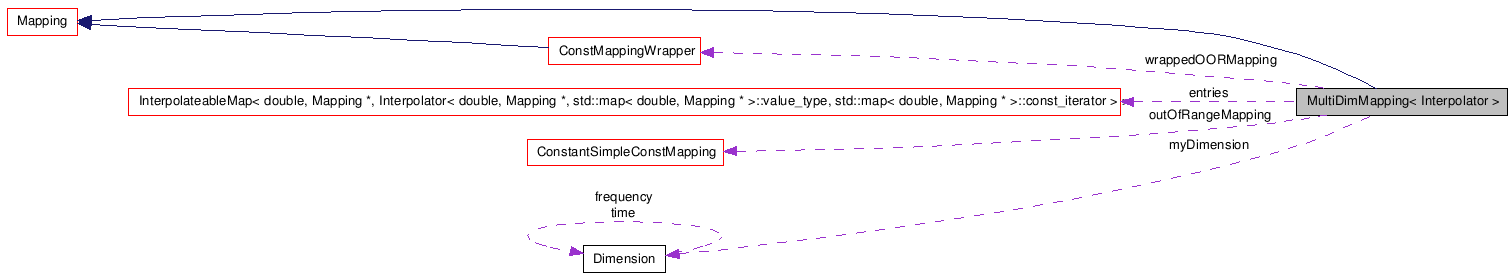 Mapping
ConstMappingWrapper
wrappedOORMapping
InterpolateableMap< double, Mapping *, Interpolator< double, Mapping *, std::map< double, Mapping * >::value_type, std::map< double, Mapping * >::const_iterator >
entries
MultiDimMapping< Interpolator >
outOfRangeMapping
ConstantSimpleConstMapping
myDimension
frequency
time
Dimension